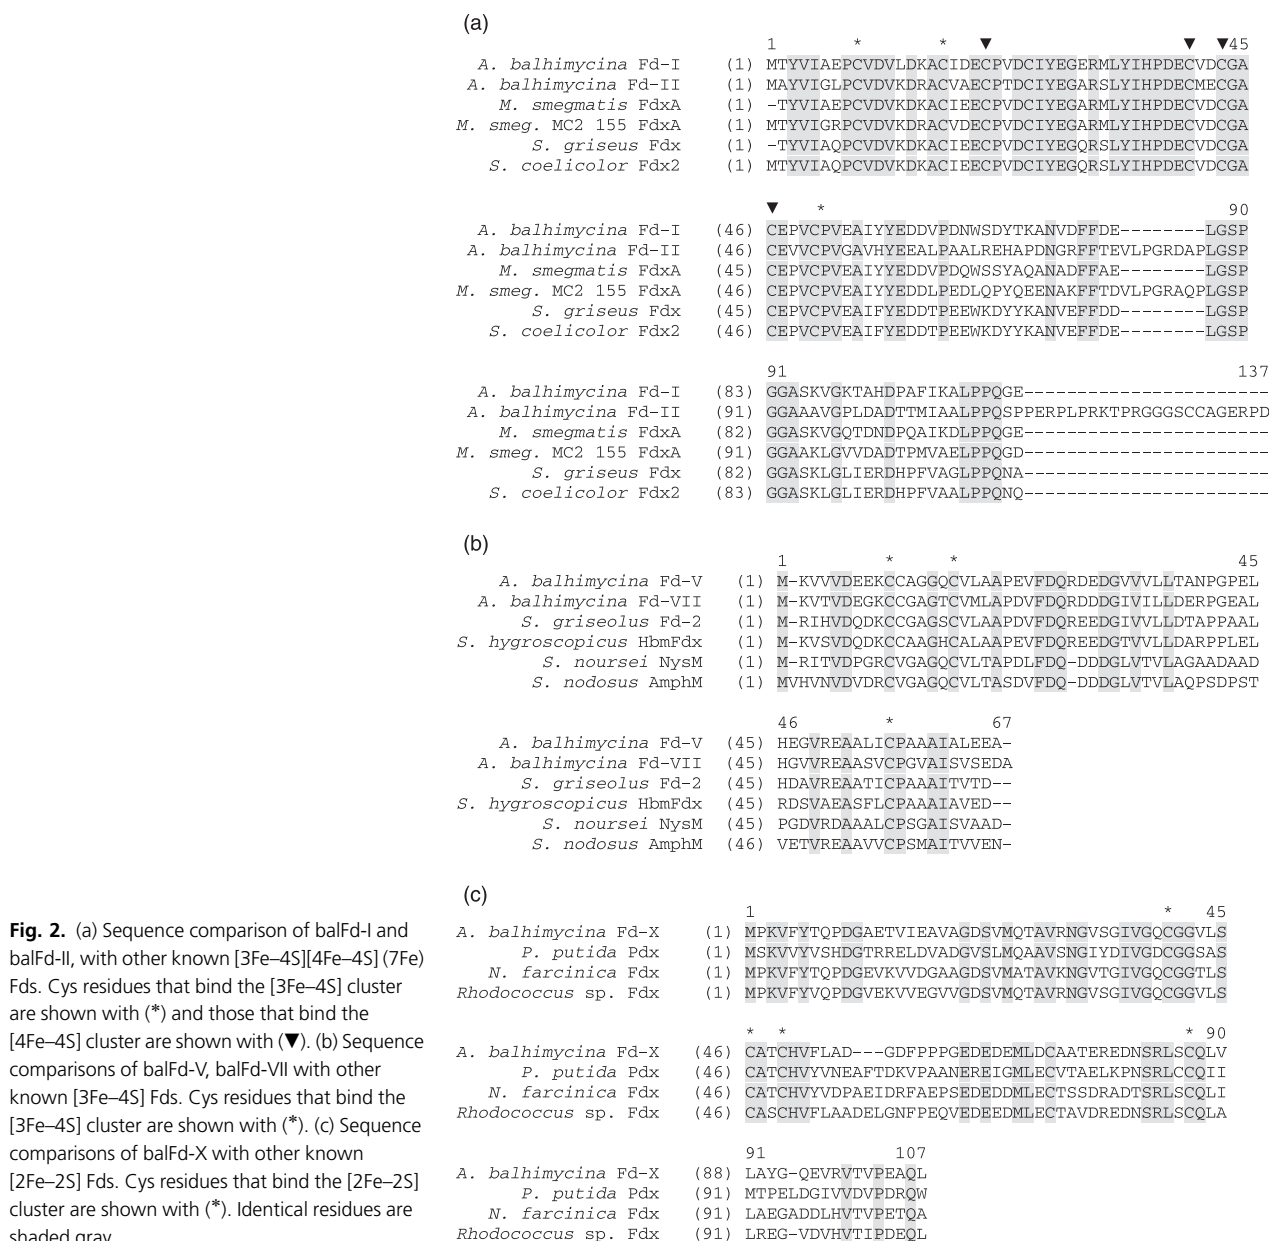 (a)
1 * * ▼ ▼ ▼45
A. balhimycina Fd-I (1) MTYVIAEPCVDVLDKACIDECPVDCIYEGERMLYIHPDECVDCGA
A. balhimycina Fd-II (1) MAYVIGLPCVDVKDRACVAECPTDCIYEGARSLYIHPDECMECGA
M. smegmatis FdxA (1) -TYVIAEPCVDVKDKACIEECPVDCIYEGARMLYIHPDECVDCGA
M. smeg. MC2 155 FdxA (1) MTYVIGRPCVDVKDRACVDECPVDCIYEGARMLYIHPDECVDCGA
S. griseus Fdx (1) -TYVIAQPCVDVKDKACIEECPVDCIYEGQRSLYIHPDECVDCGA
S. coelicolor Fdx2 (1) MTYVIAQPCVDVKDKACIEECPVDCIYEGQRSLYIHPDECVDCGA
▼ * 90
A. balhimycina Fd-I (46) CEPVCPVEAIYYEDDVPDNWSDYTKANVDFFDE--------LGSP
A. balhimycina Fd-II (46) CEVVCPVGAVHYEEALPAALREHAPDNGRFFTEVLPGRDAPLGSP
M. smegmatis FdxA (45) CEPVCPVEAIYYEDDVPDQWSSYAQANADFFAE--------LGSP
M. smeg. MC2 155 FdxA (46) CEPVCPVEAIYYEDDLPEDLQPYQEENAKFFTDVLPGRAQPLGSP
S. griseus Fdx (45) CEPVCPVEAIFYEDDTPEEWKDYYKANVEFFDD--------LGSP
S. coelicolor Fdx2 (46) CEPVCPVEAIFYEDDTPEEWKDYYKANVEFFDD--------LGSP
91 137
A. balhimycina Fd-I (83) GGASKVGKTAHDPAFIKALPPQGE-----------------------
A. balhimycina Fd-II (91) GGAAAVGPLDADTTMIAALPPQSPPERPLPRKTPRGGGSCCAGERPD
M. smegmatis FdxA (82) GGASKVGQTDNDPQAIKDLPPQGE-----------------------
M. smeg. MC2 155 FdxA (91) GGAAKLGVVDADTPMVAELPPQGD-----------------------
S. griseus Fdx (82) GGASKLGLIERDHPFVAGLPPQNA-----------------------
S. coelicolor Fdx2 (83) GGASKLGLIERDHPFVAALPPQNQ-----------------------
(b)
1 * * 45
A. balhimycina Fd-V (1) M-KVVVDEEKCCAGGQCVLAAPEVFDQRDEDGVVVLLTANPGPEL
A. balhimycina Fd-VII (1) M-KVTVDEGKCCGAGTCVMLAPDVFDQRDDDGIVILLDERPGEAL
S. griseolus Fd-2 (1) M-RIHVDQDKCCGAGSCVLAAPDVFDQREEDGIVVLLDTAPPAAL
S. hygroscopicus HbmFdx (1) M-KVSVDQDKCCAAGHCALAAPEVFDQREEDGTVVLLDARPPLEL
S. noursei NysM (1) M-RITVDPGRCVGAGQCVLTAPDLFDQ-DDDGLVTVLAGAADAAD
S. nodosus AmphM (1) MVHVNVDVDRCVGAGQCVLTASDVFDQ-DDDGLVTVLAQPSDPST
46 * 67
A. balhimycina Fd-V (45) HEGVREAALICPAAAIALEEA-
A. balhimycina Fd-VII (45) HGVVREAASVCPGVAISVSEDA
S. griseolus Fd-2 (45) HDAVREAATICPAAAITVTD--
S. hygroscopicus HbmFdx (45) RDSVAEASFLCPAAAIAVED--
S. noursei NysM (45) PGDVRDAAALCPSGAISVAAD-
S. nodosus AmphM (46) VETVREAAVVCPSMAITVVEN-
(c)
1 * 45
A. balhimycina Fd-X (1) MPKVFYTQPDGAETVIEAVAGDSVMQTAVRNGVSGIVGQCGGVLS
P. putida Pdx (1) MSKVVYVSHDGTRRELDVADGVSLMQAAVSNGIYDIVGDCGGSAS
N. farcinica Fdx (1) MPKVFYTQPDGEVKVVDGAAGDSVMATAVKNGVTGIVGQCGGTLS
Rhodococcus sp. Fdx (1) MPKVFYVQPDGVEKVVEGVVGDSVMQTAVRNGVSGIVGQCGGVLS
* * * 90
A. balhimycina Fd-X (46) CATCHVFLAD---GDFPPPGEDEDEMLDCAATEREDNSRLSCQLV
P. putida Pdx (46) CATCHVYVNEAFTDKVPAANEREIGMLECVTAELKPNSRLCCQII
N. farcinica Fdx (46) CATCHVYVDPAEIDRFAEPSEDEDDMLECTSSDRADTSRLSCQLI
Rhodococcus sp. Fdx (46) CASCHVFLAADELGNFPEQVEDEEDMLECTAVDREDNSRLSCQLA
91 107
A. balhimycina Fd-X (88) LAYG-QEVRVTVPEAQL
P. putida Pdx (91) MTPELDGIVVDVPDRQW
N. farcinica Fdx (91) LAEGADDLHVTVPETQA
Rhodococcus sp. Fdx (91) LREG-VDVHVTIPDEQL
Fig. 2. (a) Sequence comparison of balFd-I and
balFd-II, with other known [3Fe–4S][4Fe–4S] (7Fe)
Fds. Cys residues that bind the [3Fe–4S] cluster
are shown with (*) and those that bind the
[4Fe–4S] cluster are shown with (▼). (b) Sequence
comparisons of balFd-V, balFd-VII with other
known [3Fe–4S] Fds. Cys residues that bind the
[3Fe–4S] cluster are shown with (*). (c) Sequence
comparisons of balFd-X with other known
[2Fe–2S] Fds. Cys residues that bind the [2Fe–2S]
cluster are shown with (*). Identical residues are
shaded gray